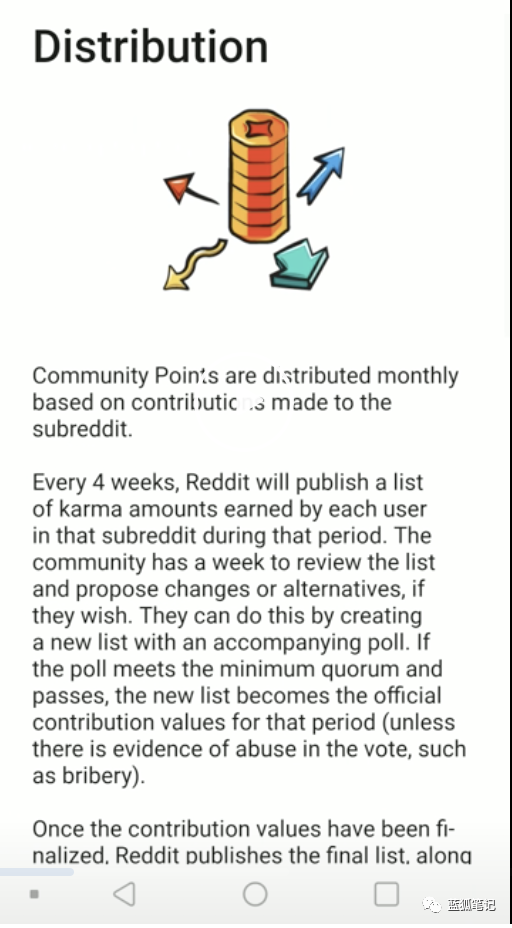 Distribution
Community Points are distributed monthly
based on contributions made to the
subreddit.
Every 4 weeks, Reddit will publish a list
of karma amounts earned by each user
in that subreddit during that period. The
community has a week to review the list
and propose changes or alternatives, if
they wish. They can do this by creating
a new list with an accompanying poll. If
the poll meets the minimum quorum and
passes, the new list becomes the official
contribution values for that period (unless
there is evidence of abuse in the vote, such
as bribery).
Once the contribution values have been fi-
nalized, Reddit publishes the final list, along
蓝狐笔记